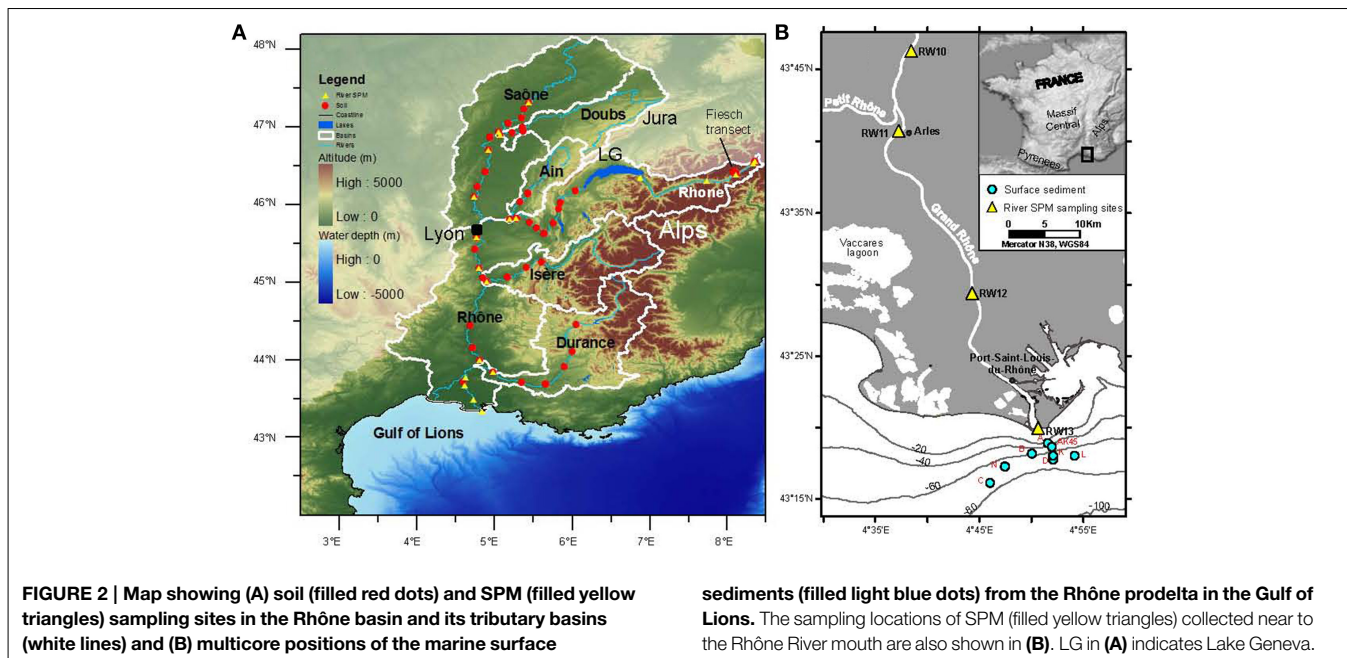 A
48°N
47°N
46°N
45°N
44°N
43°N
3°E
4°E
5°E
6°E
7°E
8°E
Legend
River SPM
Soil
Coastline
Lakes
Basins
Rivers
Altitude (m)
High : 5000
Low : 0
Water depth (m)
High : 0
Low : -5000
Saône
Doubs
Jura
Fiesch
transect
LG
Ain
Rhone
Lyon
Alps
Isère
Rhône
Durance
Gulf of Lions
B
43°45'N
43°35'N
43°25'N
43°15'N
4°35'E
4°45'E
4°55'E
RW10
Petit Rhône
RW11
Arles
Grand Rhône
Vaccares
lagoon
RW12
Port-Saint-Louis-
du-Rhône
RW13
A
AK45
B
K
D
L
N
C
-20
-40
-60
-80
-100
FRANCE
Massif
Central
Alps
Pyrenees
Surface sediment
River SPM sampling sites
0 5 10Km
Mercator N38, WGS84
FIGURE 2 | Map showing (A) soil (filled red dots) and SPM (filled yellow
triangles) sampling sites in the Rhône basin and its tributary basins
(white lines) and (B) multicore positions of the marine surface
sediments (filled light blue dots) from the Rhône prodelta in the Gulf of
Lions. The sampling locations of SPM (filled yellow triangles) collected near to
the Rhône River mouth are also shown in (B). LG in (A) indicates Lake Geneva.